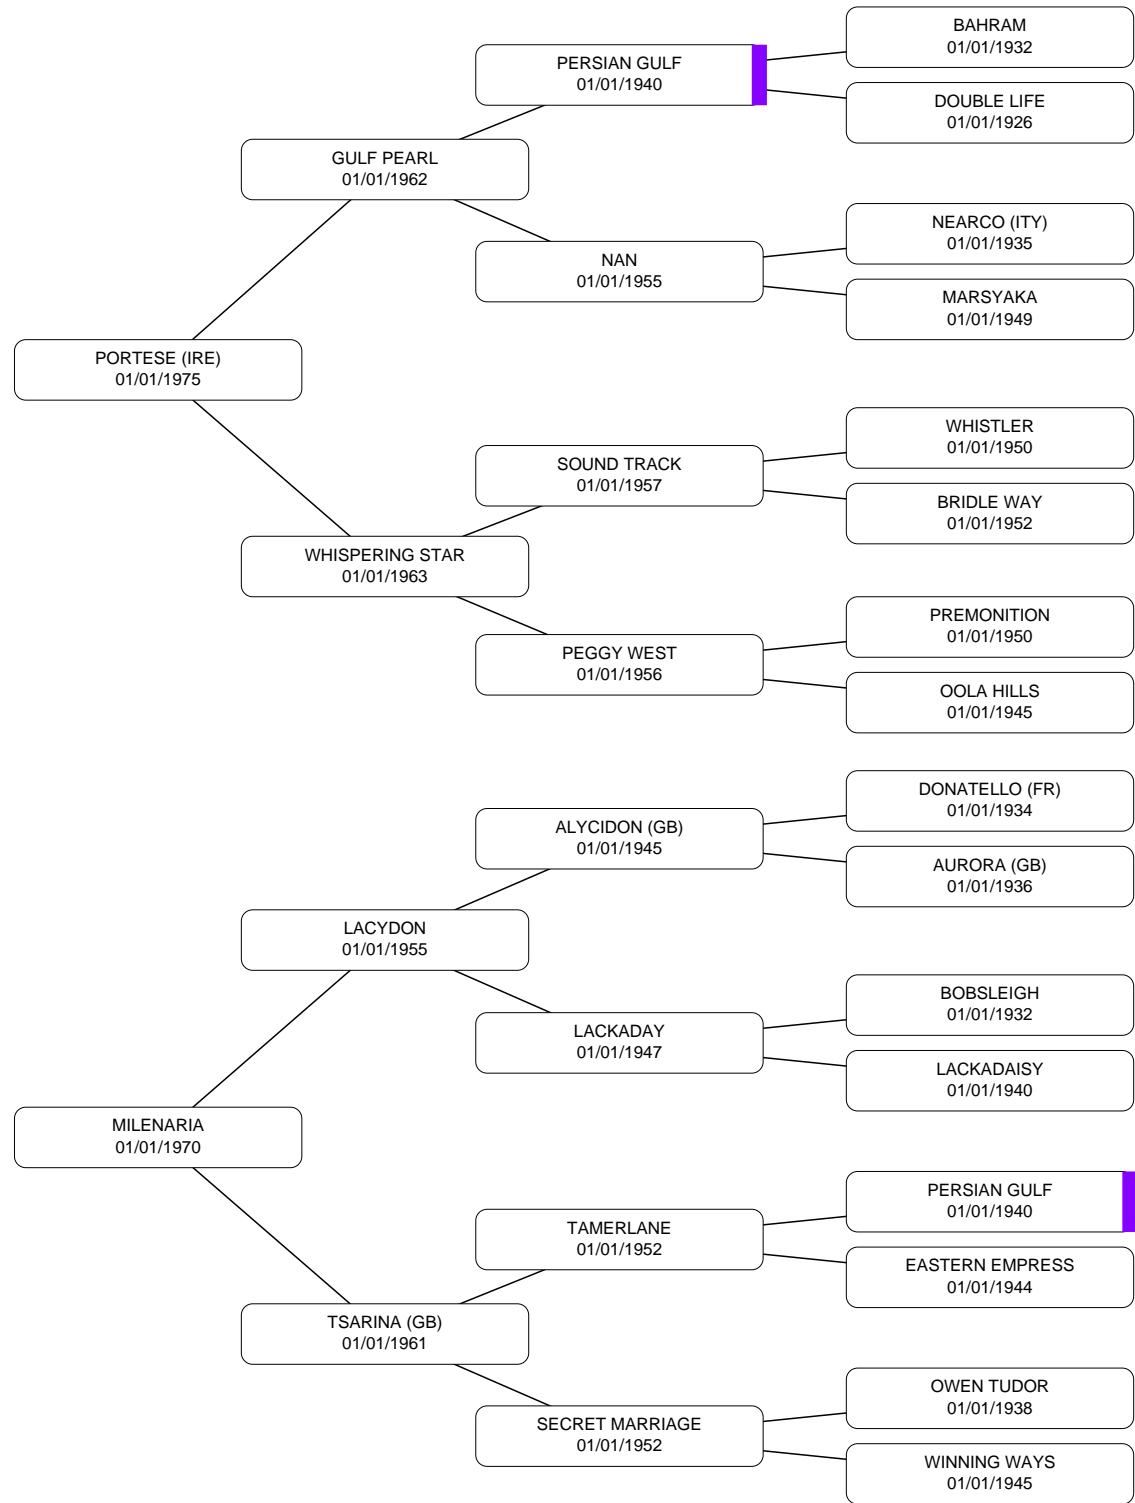 BAHRAM
01/01/1932
PERSIAN GULF
01/01/1940
DOUBLE LIFE
01/01/1926
GULF PEARL
01/01/1962
NEARCO (ITY)
01/01/1935
NAN
01/01/1955
MARSYAKA
01/01/1949
PORTESE (IRE)
01/01/1975
WHISTLER
01/01/1950
SOUND TRACK
01/01/1957
BRIDLE WAY
01/01/1952
WHISPERING STAR
01/01/1963
PREMONITION
01/01/1950
PEGGY WEST
01/01/1956
OOLA HILLS
01/01/1945
DONATELLO (FR)
01/01/1934
ALYCIDON (GB)
01/01/1945
AURORA (GB)
01/01/1936
LACYDON
01/01/1955
BOBSLEIGH
01/01/1932
LACKADAY
01/01/1947
LACKADAISY
01/01/1940
MILENARIA
01/01/1970
PERSIAN GULF
01/01/1940
TAMERLANE
01/01/1952
EASTERN EMPRESS
01/01/1944
TSARINA (GB)
01/01/1961
OWEN TUDOR
01/01/1938
SECRET MARRIAGE
01/01/1952
WINNING WAYS
01/01/1945